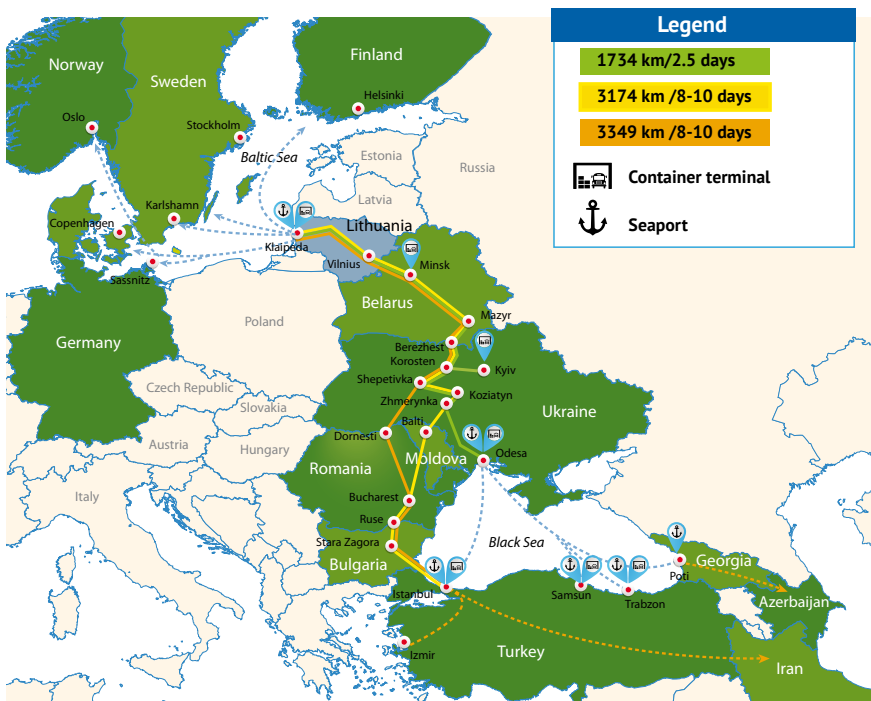 Legend
1734 km/2.5 days
3174 km /8-10 days
3349 km /8-10 days
Container terminal
Seaport
Norway
Sweden
Finland
Helsinki
Oslo
Stockholm
Baltic Sea
Estonia
Russia
Latvia
Karlshamn
Copenhagen
Lithuania
Klaipėda
Vilnius
Minsk
Sassnitz
Belarus
Mazyr
Poland
Germany
Berezhest
Korosten
Kyiv
Shepetivka
Czech Republic
Koziatyn
Zhmerynka
Slovakia
Ukraine
Balti
Dornesti
Austria
Hungary
Moldova
Odesa
Romania
Italy
Bucharest
Ruse
Stara Zagora
Black Sea
Bulgaria
Georgia
Poti
Istanbul
Samsun
Trabzon
Azerbaijan
Izmir
Turkey
Iran